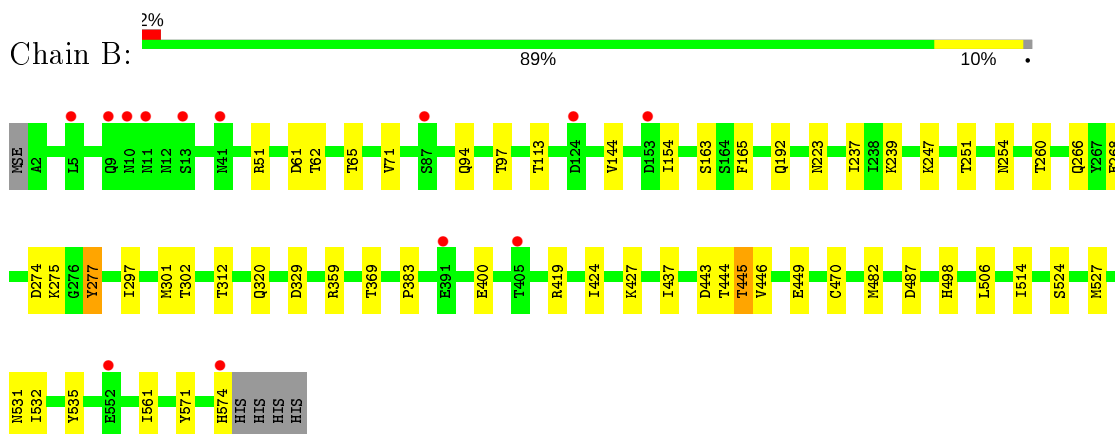 2%
Chain B:
89% 10% •
MSE A2 L5 Q9 N10 N11 N12 S13 N41 R51 D61 T62 T65 V71 S87 Q94 T97 T113 D124 V144 D153 I154 S163 S164 F165 Q192 N223 I237 I238 K239 K247 T251 N254 T260 Q266 Y267
D274 K275 G276 Y277 I297 M301 T302 T312 Q320 D329 R359 T369 P383 E391 E400 T405 R419 I424 K427 I437 D443 T444 T445 V446 E449 C470 M482 D487 H498 L506 I514 S524 M527
N531 I532 Y535 E552 I561 Y571 H574 HIS HIS HIS HIS